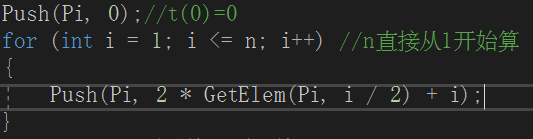 Push(Pi, 0);//t(0)=0
for (int i = 1; i <= n; i++) //n直接从1开始算
{
Push(Pi, 2 * GetElem(Pi, i / 2) + i);
}